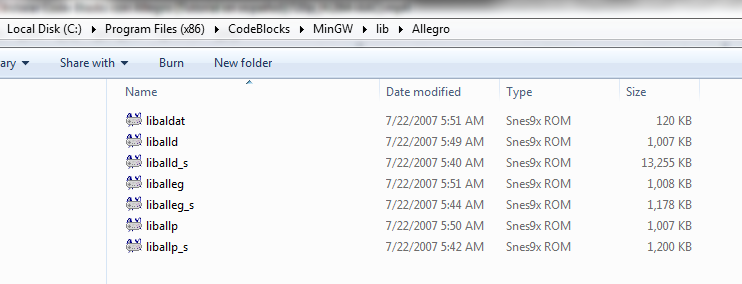 Local Disk (C:) ▸ Program Files (x86) ▸ CodeBlocks ▸ MinGW ▸ lib ▸ Allegro
ary ▼ Share with ▼ Burn New folder
Name Date modified Type Size
libaldat 7/22/2007 5:51 AM Snes9x ROM 120 KB
liballd 7/22/2007 5:49 AM Snes9x ROM 1,007 KB
liballd_s 7/22/2007 5:40 AM Snes9x ROM 13,255 KB
liballeg 7/22/2007 5:51 AM Snes9x ROM 1,008 KB
liballeg_s 7/22/2007 5:44 AM Snes9x ROM 1,178 KB
liballp 7/22/2007 5:50 AM Snes9x ROM 1,007 KB
liballp_s 7/22/2007 5:42 AM Snes9x ROM 1,200 KB